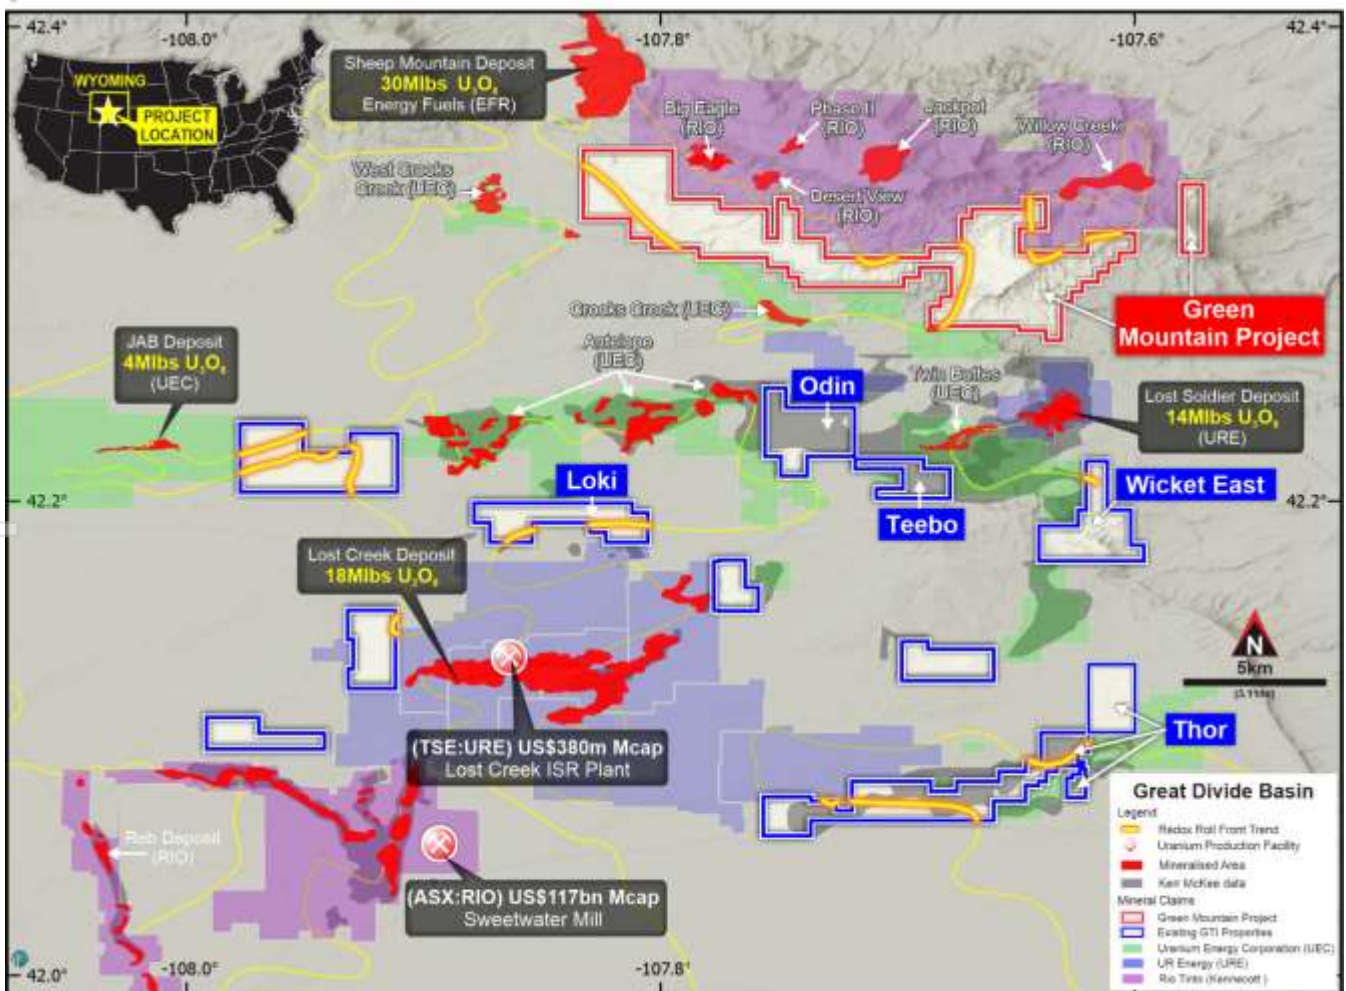 42.4°
-108.0°
-107.8°
-107.6°
42.4°
WYOMING
PROJECT
LOCATION
Sheep Mountain Deposit
30Mlbs U₃O₈
Energy Fuels (EFR)
Big Eagle
(RIO)
Phase II
(RIO)
Jackpot
(RIO)
Willow Creek
(RIO)
West Crooks
Creek (UEC)
Desert View
(RIO)
Green
Mountain Project
Crooks Creek (UEC)
JAB Deposit
4Mlbs U₃O₈
(UEC)
Antelope
(UEC)
Odin
Twin Buttes
(UEC)
Lost Soldier Deposit
14Mlbs U₃O₈
(URE)
42.2°
Loki
Teebo
Wicket East
42.2°
Lost Creek Deposit
18Mlbs U₃O₈
N
5km
(TSE:URE) US$380m Mcap
Lost Creek ISR Plant
Thor
Reb Deposit
(RIO)
(ASX:RIO) US$117bn Mcap
Sweetwater Mill
Great Divide Basin
Legend
Redox Roll Front Trend
Uranium Production Facility
Mineralised Area
Kerr McKee data
Mineral Claims
Green Mountain Project
Existing GTI Properties
Uranium Energy Corporation (UEC)
UR Energy (URE)
Rio Tinto (Kennecott )
42.0°
-108.0°
-107.8°